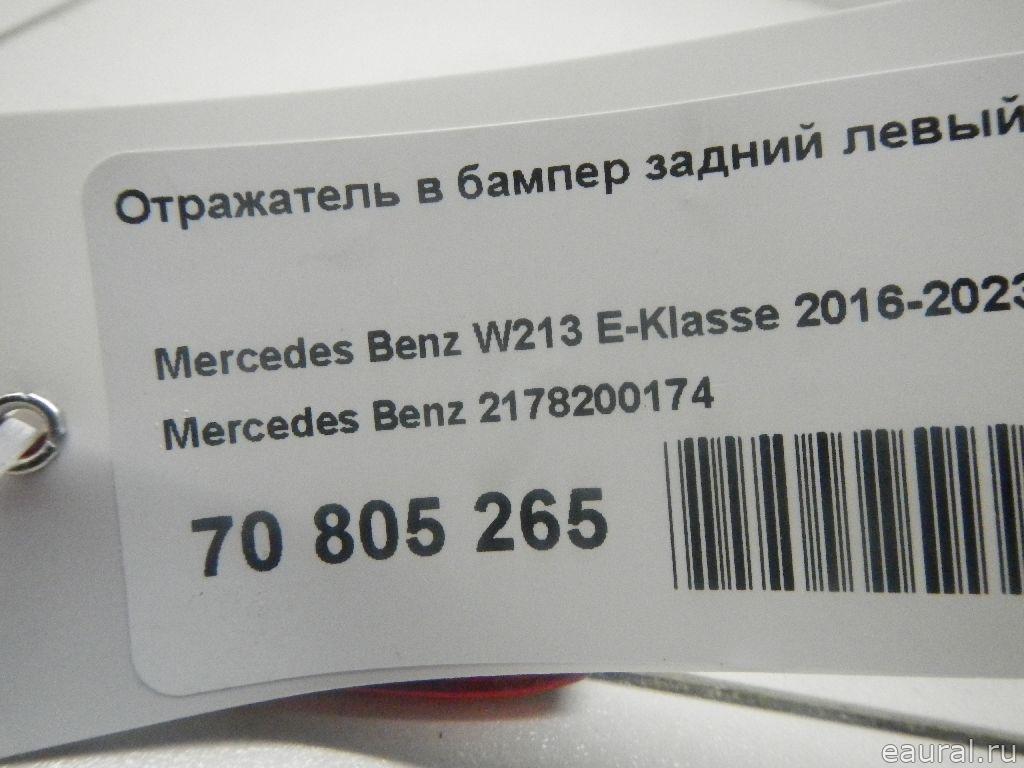 Отражатель в бампер задний левый
Mercedes Benz W213 E-Klasse 2016-2023
Mercedes Benz 2178200174
70 805 265
eaural.ru